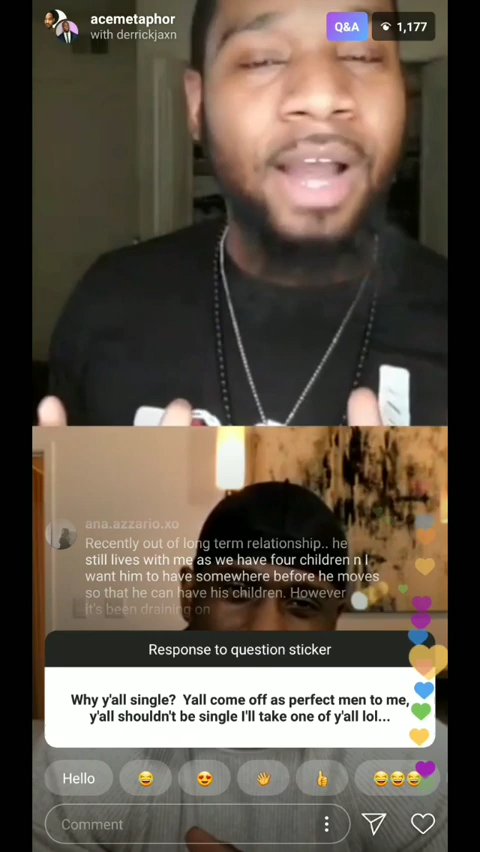 acemetaphor
with derrickjaxn
Q&A
1,177
ana.azzario.xo
Recently out of long term relationship.. he
still lives with me as we have four children n I
want him to have somewhere before he moves
so that he can have his children. However
it's been draining on
Response to question sticker
Why y'all single? Yall come off as perfect men to me,
y'all shouldn't be single I'll take one of y'all lol...
Hello
Comment